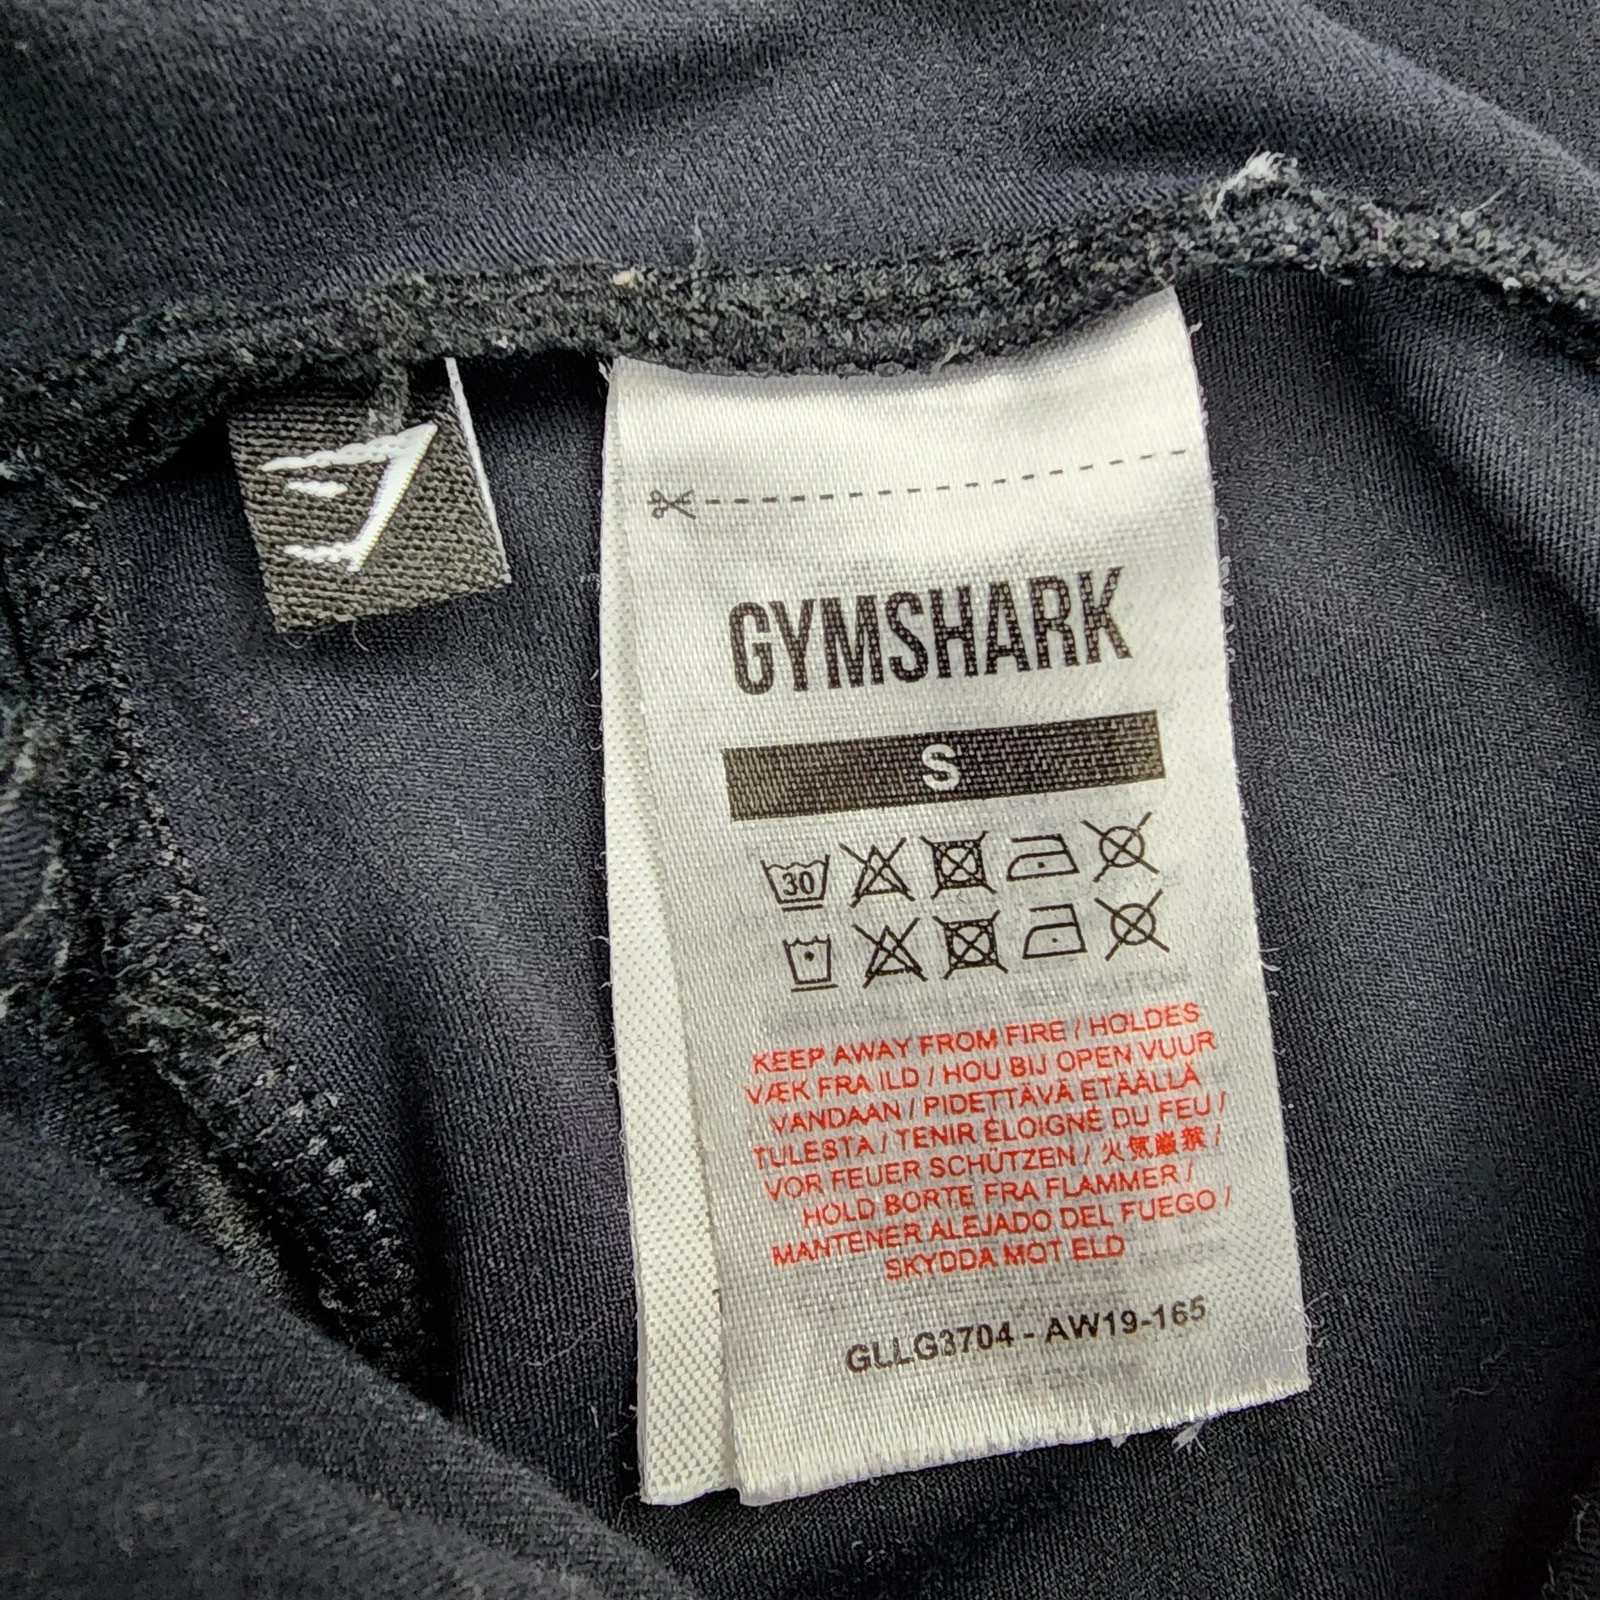 GYMSHARK
S
30
KEEP AWAY FROM FIRE / HOLDES
VÆK FRA ILD / HOU BIJ OPEN VUUR
VANDAAN / PIDETTÄVÄ ETÄÄLLÄ
TULESTA / TENIR ÉLOIGNÉ DU FEU /
VOR FEUER SCHÜTZEN / 火気厳禁 /
HOLD BORTE FRA FLAMMER /
MANTENER ALEJADO DEL FUEGO /
SKYDDA MOT ELD
GLLG3704 - AW19-165